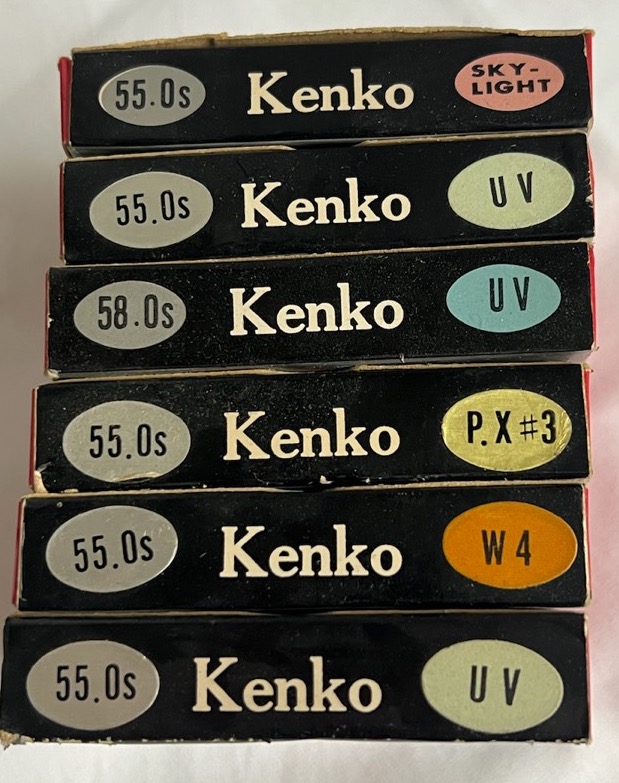 55.0s Kenko SKY-
LIGHT
55.0s Kenko UV
58.0s Kenko UV
55.0s Kenko P.X#3
55.0s Kenko W4
55.0s Kenko UV